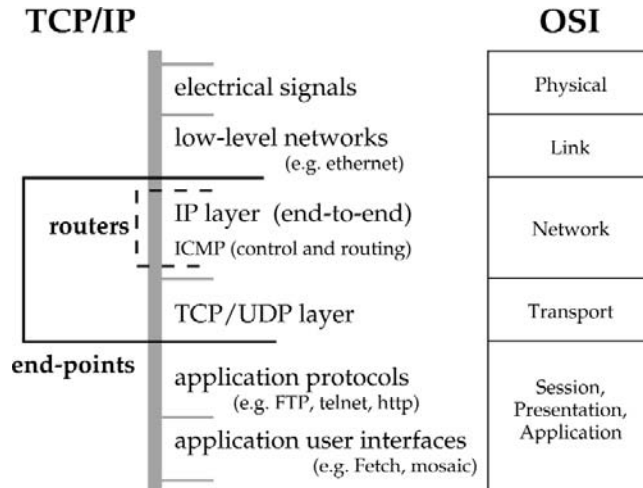 TCP/IP
OSI
electrical signals
Physical
low-level networks
(e.g. ethernet)
Link
routers
IP layer (end-to-end)
ICMP (control and routing)
Network
TCP/UDP layer
Transport
end-points
application protocols
(e.g. FTP, telnet, http)
application user interfaces
(e.g. Fetch, mosaic)
Session,
Presentation,
Application